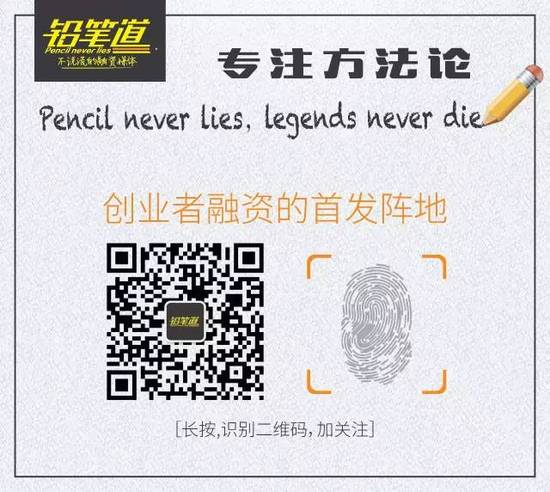 铅笔道
Pencil never lies
不说谎的融资媒体
专注方法论
Pencil never lies, legends never die
创业者融资的首发阵地
铅笔道
[长按,识别二维码,加关注]